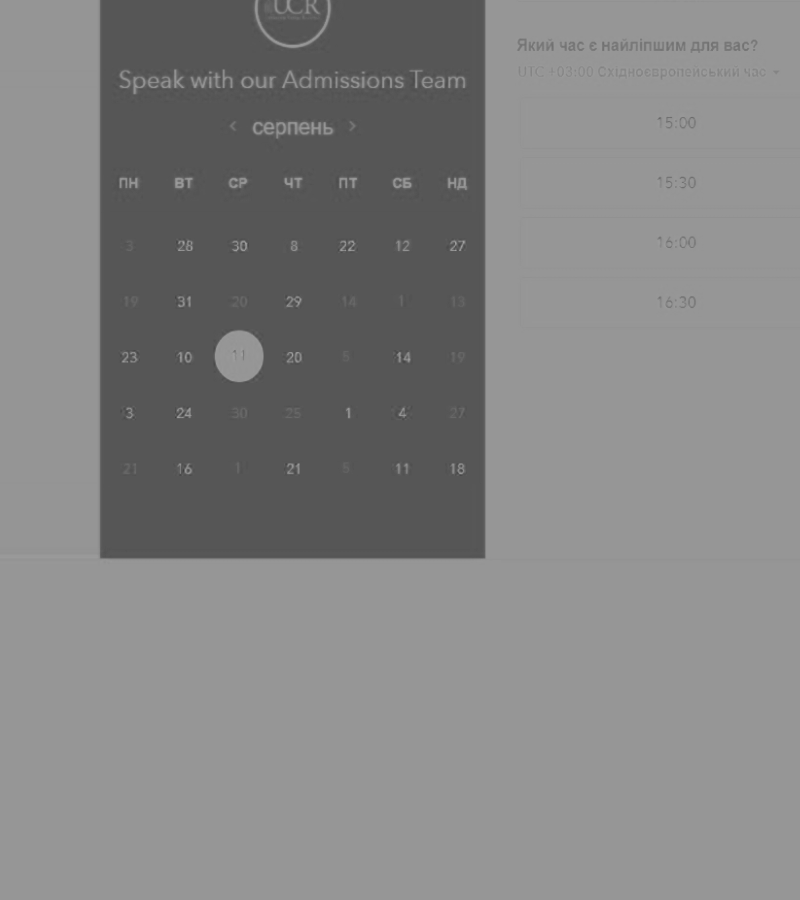 UCR
Speak with our Admissions Team
‹ серпень ›
ПН ВТ СР ЧТ ПТ СБ НД
3 28 30 8 22 12 27
19 31 20 29 14 1 13
23 10 11 20 14 19
3 24 30 25 1 4 27
21 16 1 21 11 18
Який час є найліпшим для вас?
UTC +03:00 Східноєвропейський час
15:00
15:30
16:00
16:30